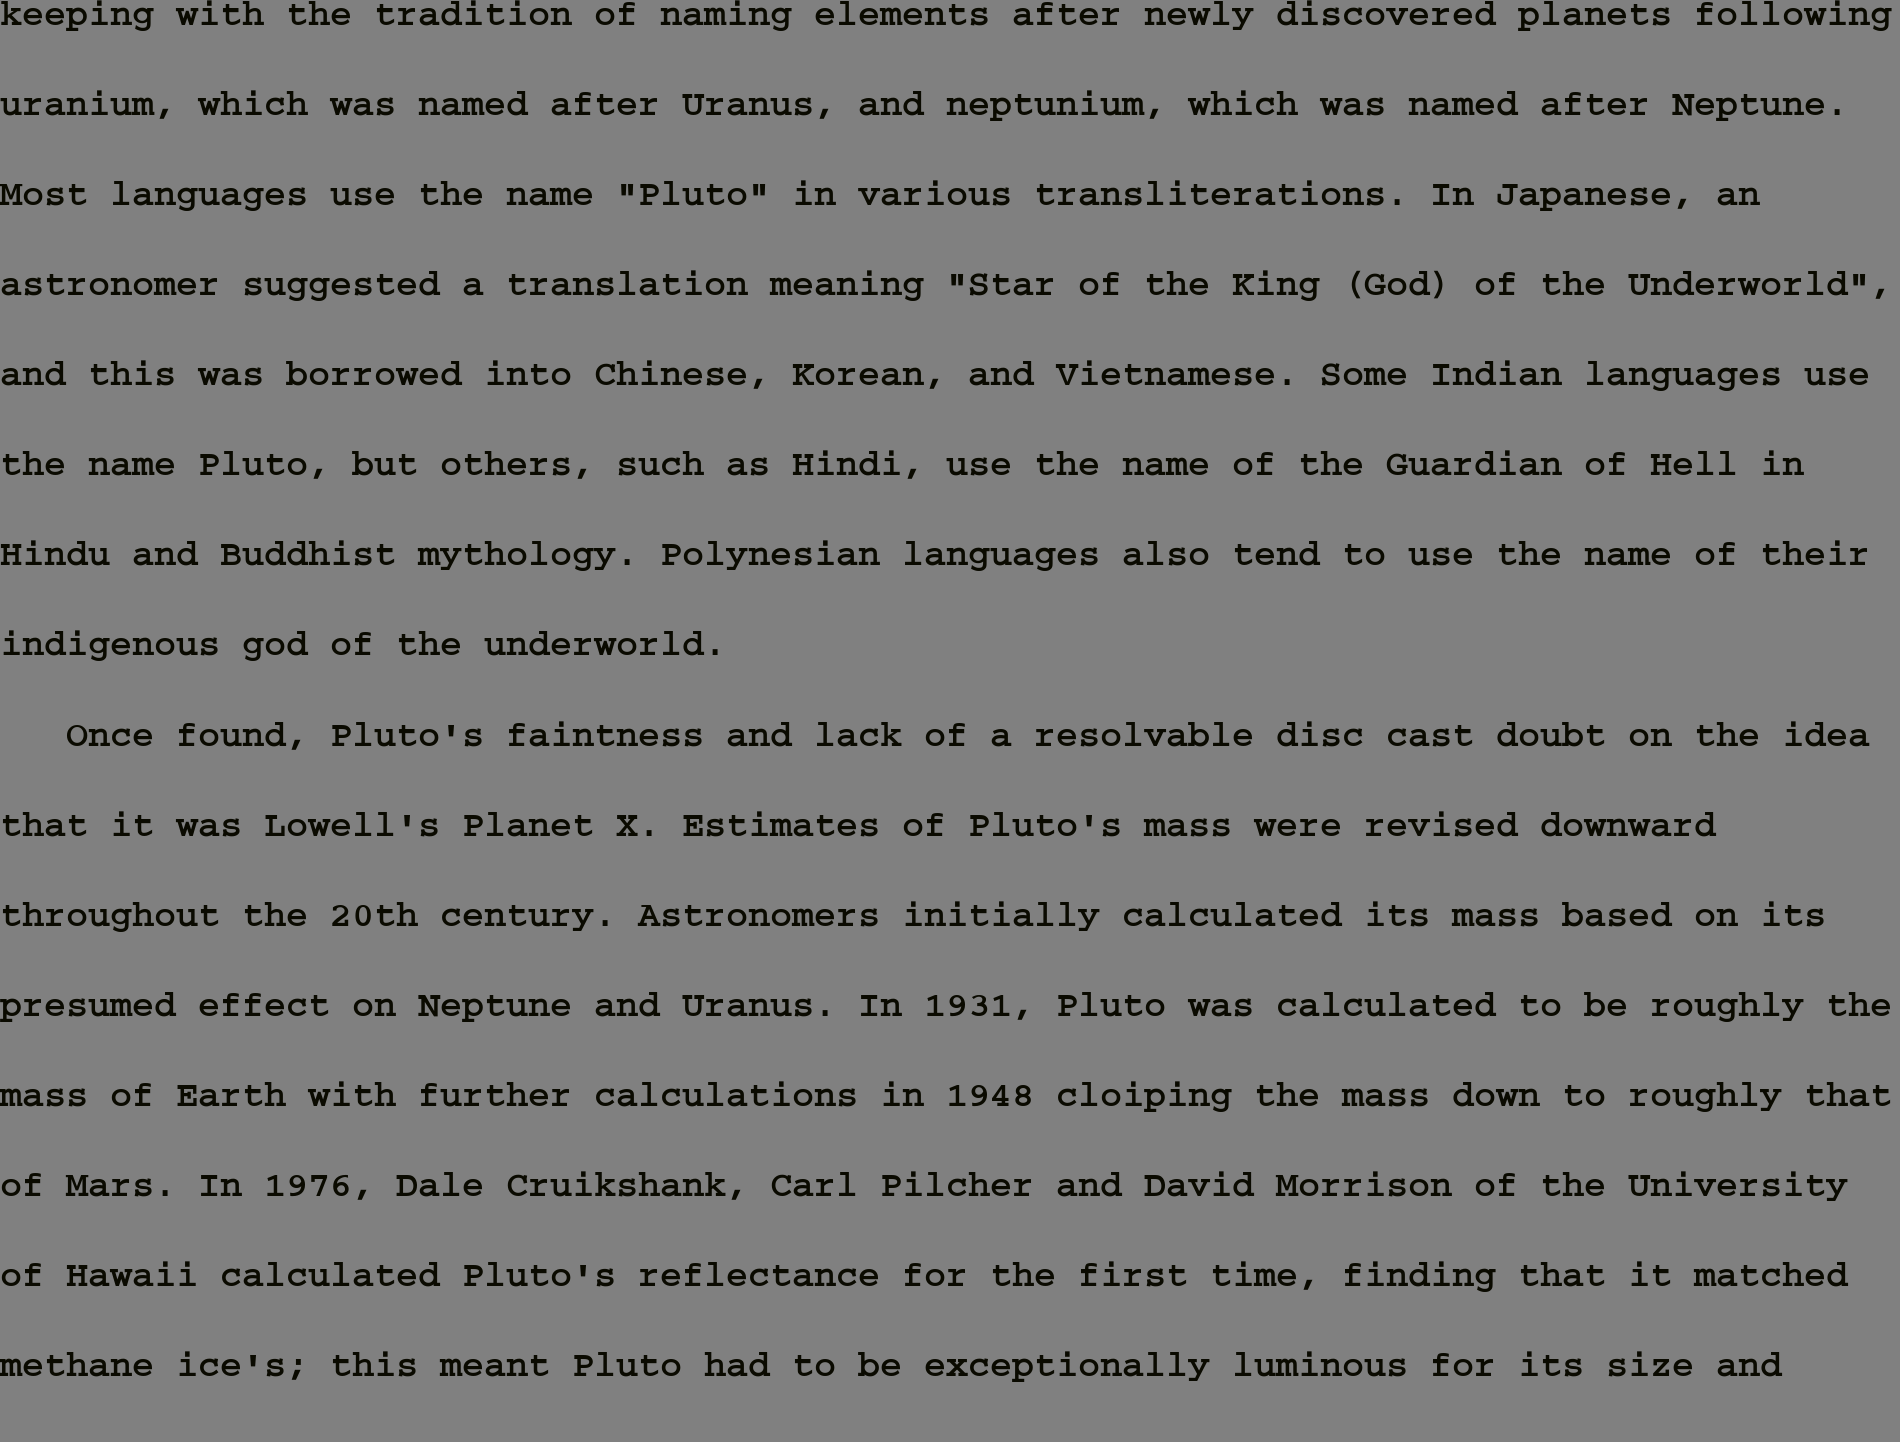 keeping with the tradition of naming elements after newly discovered planets following
uranium, which was named after Uranus, and neptunium, which was named after Neptune.
Most languages use the name "Pluto" in various transliterations. In Japanese, an
astronomer suggested a translation meaning "Star of the King (God) of the Underworld",
and this was borrowed into Chinese, Korean, and Vietnamese. Some Indian languages use
the name Pluto, but others, such as Hindi, use the name of the Guardian of Hell in
Hindu and Buddhist mythology. Polynesian languages also tend to use the name of their
indigenous god of the underworld.
Once found, Pluto's faintness and lack of a resolvable disc cast doubt on the idea
that it was Lowell's Planet X. Estimates of Pluto's mass were revised downward
throughout the 20th century. Astronomers initially calculated its mass based on its
presumed effect on Neptune and Uranus. In 1931, Pluto was calculated to be roughly the
mass of Earth with further calculations in 1948 cloiping the mass down to roughly that
of Mars. In 1976, Dale Cruikshank, Carl Pilcher and David Morrison of the University
of Hawaii calculated Pluto's reflectance for the first time, finding that it matched
methane ice's; this meant Pluto had to be exceptionally luminous for its size and